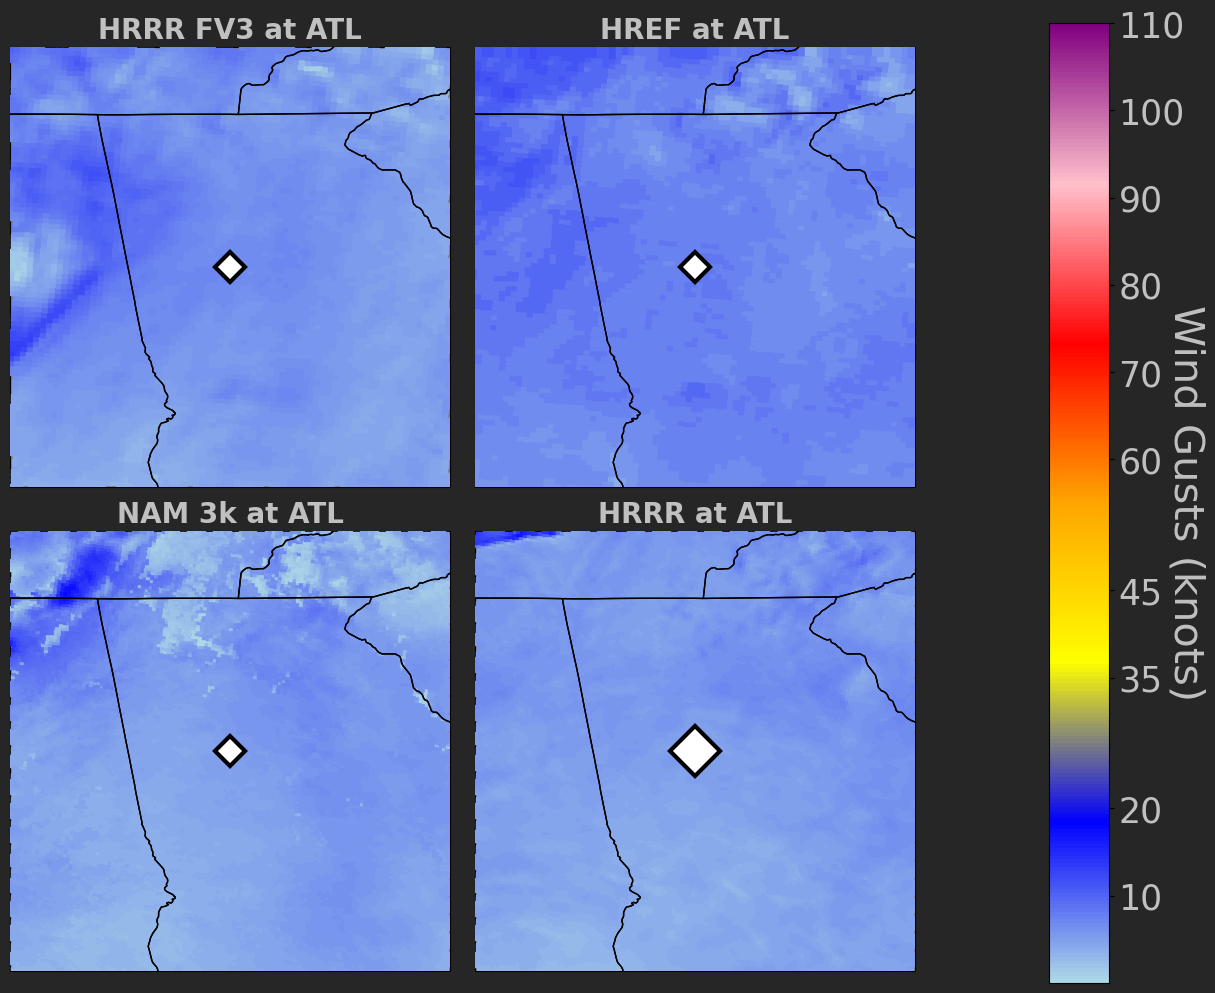 HRRR FV3 at ATL
HREF at ATL
NAM 3k at ATL
HRRR at ATL
110
100
90
80
70
60
45
35
20
10
Wind Gusts (knots)